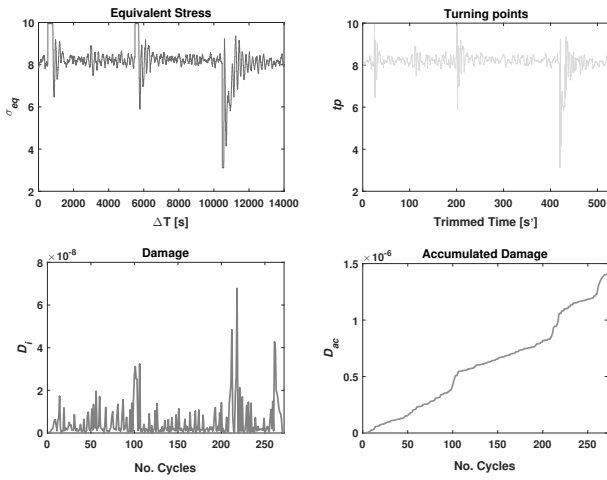 Equivalent Stress
10
8
6
4
2
σeq
0 2000 4000 6000 8000 10000 12000 14000
ΔT [s]
Turning points
10
8
6
4
2
tp
0 100 200 300 400 500
Trimmed Time [s']
Damage
× 10-8
8
6
4
2
0
Di
0 50 100 150 200 250
No. Cycles
Accumulated Damage
× 10-6
1.5
1
0.5
0
Dac
0 50 100 150 200 250
No. Cycles